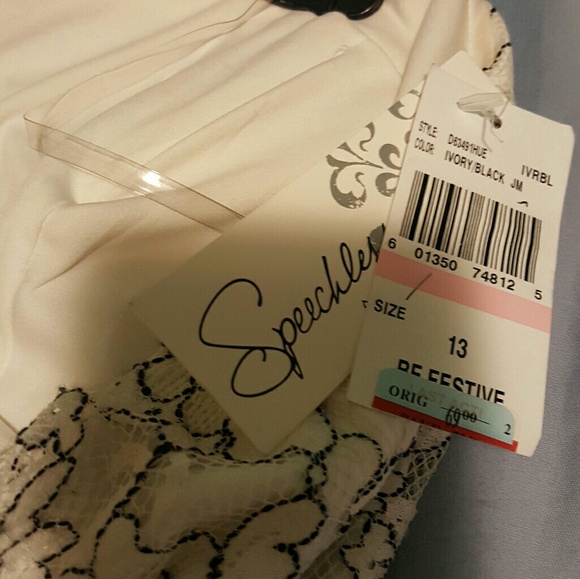 Speechless
STYLE: D63491HUE
COLOR: IVORY/BLACK JM IVRBL
6 01350 74812 5
SIZE
13
BE FESTIVE
ORIG 60.00 2